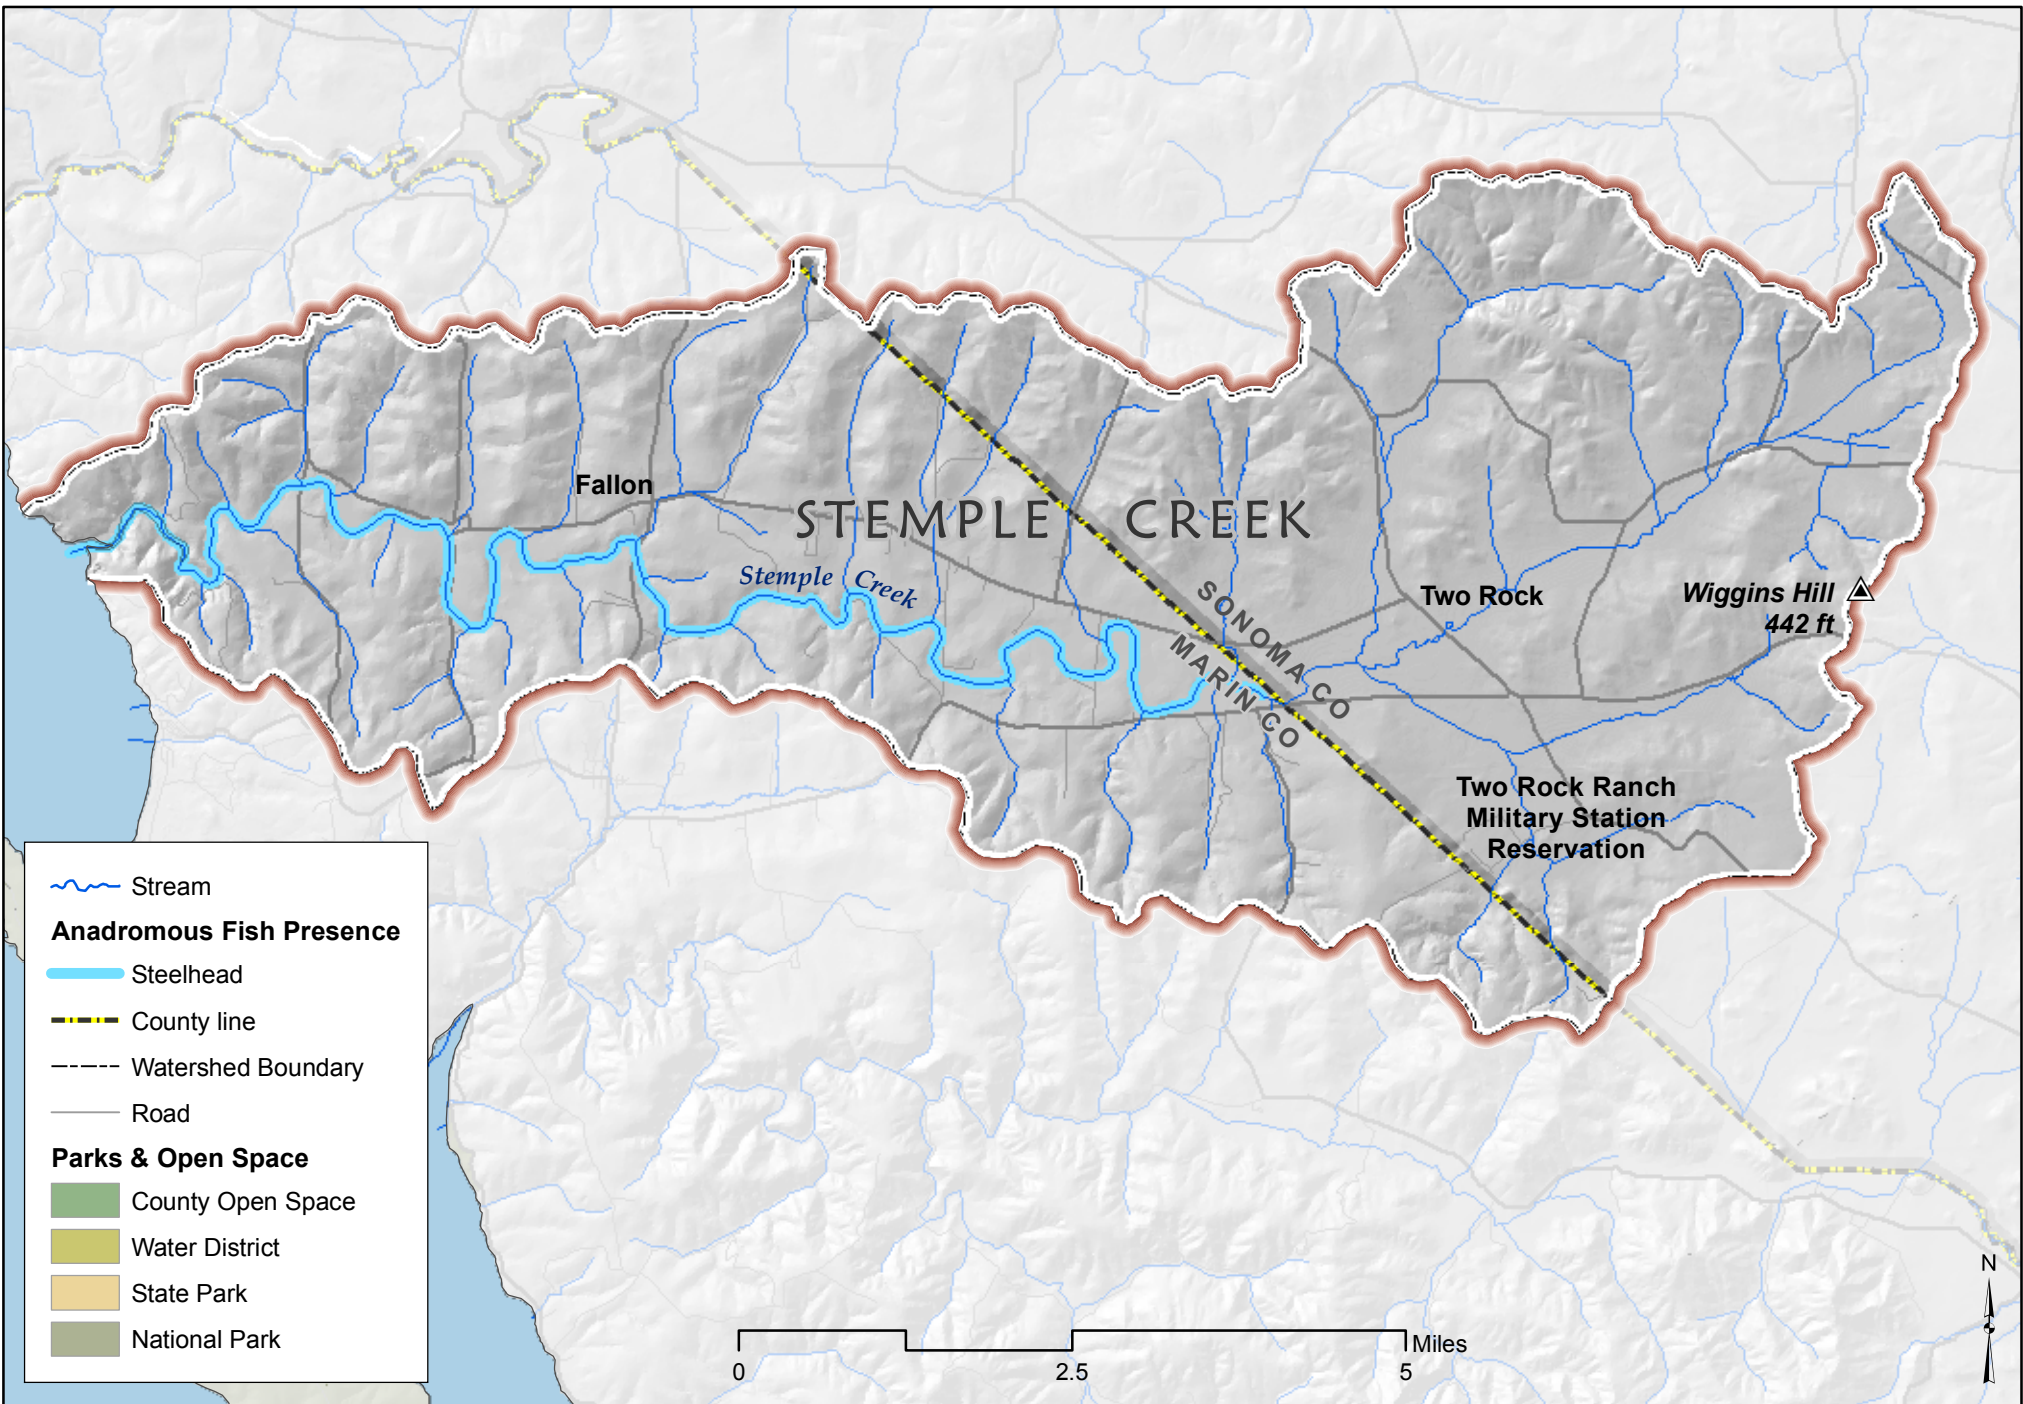 Fallon
STEMPLE CREEK
Stemple Creek
SONOMA CO
MARIN CO
Two Rock
Wiggins Hill
442 ft
Two Rock Ranch
Military Station
Reservation
Stream
Anadromous Fish Presence
Steelhead
County line
Watershed Boundary
Road
Parks & Open Space
County Open Space
Water District
State Park
National Park
Miles
0 2.5 5
N